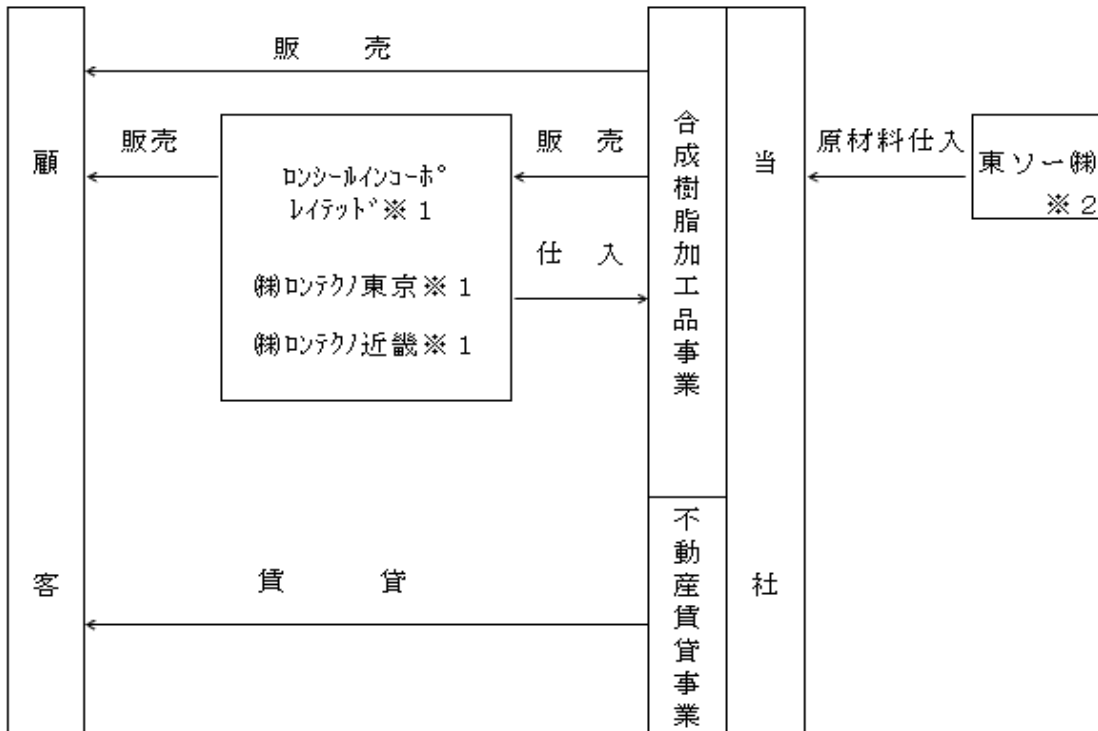 顧客
販売
販売
ロンシールインコーポ
レイテッド※1
㈱ロンテクノ東京※1
㈱ロンテクノ近畿※1
販売
仕入
賃貸
合成樹脂加工品事業
不動産賃貸事業
当社
原材料仕入
東ソー㈱
※2